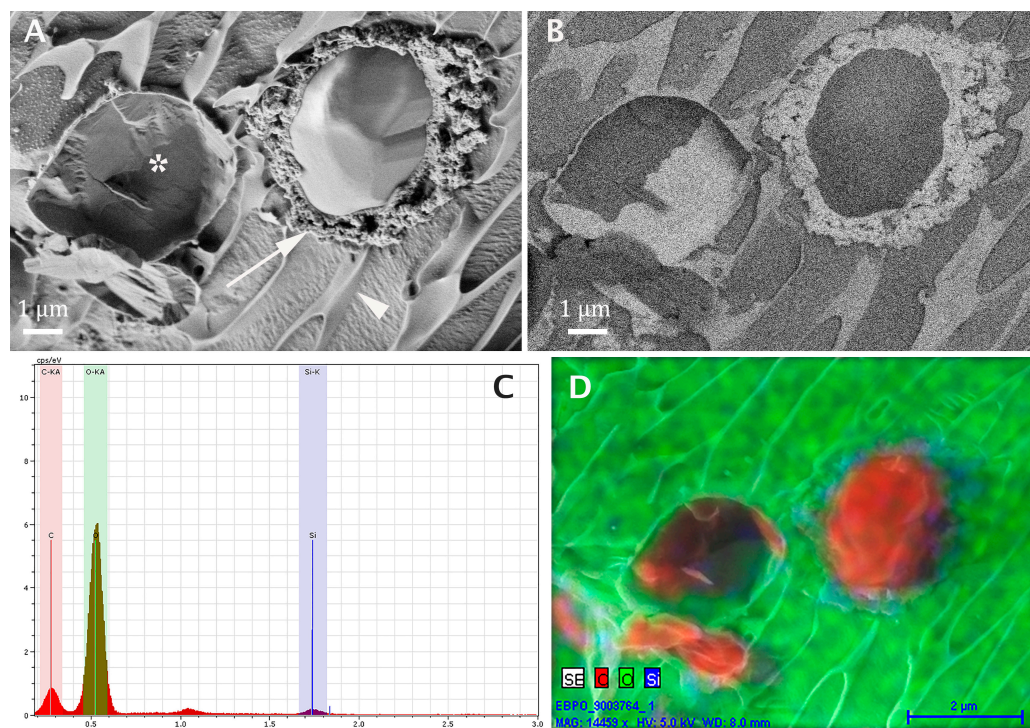 A
B
*
1 μm
1 μm
cps/eV
C-KA
O-KA
Si-K
C
10
8
6
C
O
Si
4
2
0
0.5
1.0
1.5
2.0
2.5
3.0
D
SE
C
O
Si
EBPO_9003764_1
MAG: 14459 x HV: 5.0 kV WD: 8.0 mm
2 μm